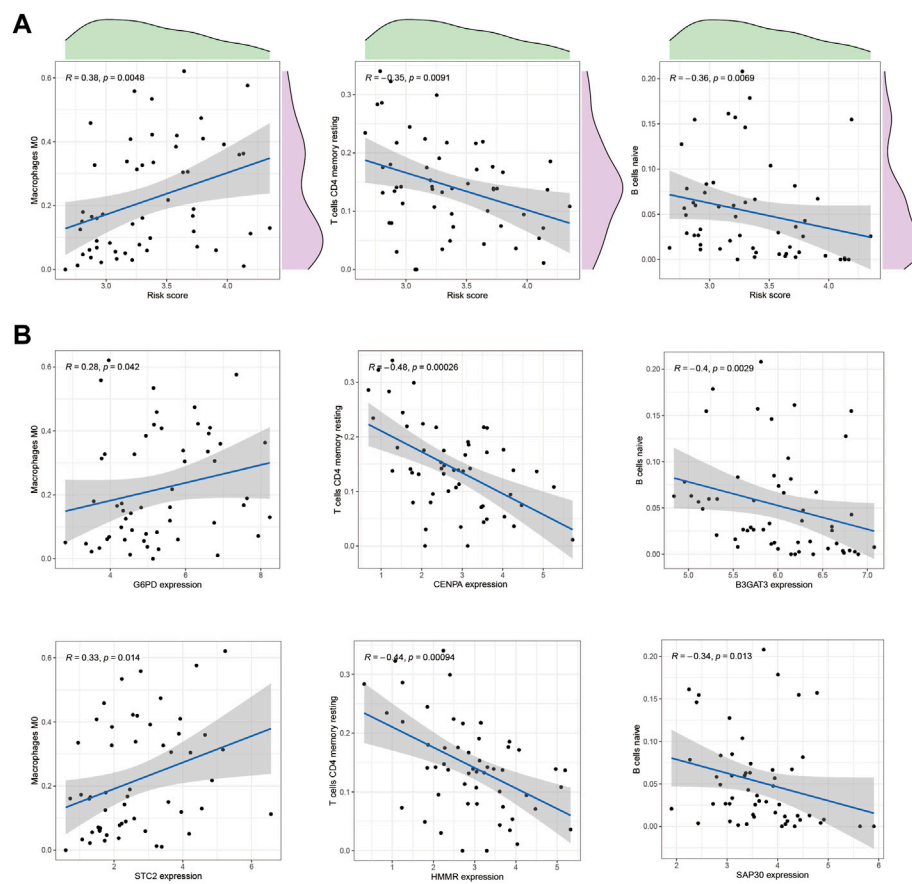 A
R = 0.38, p = 0.0048
Macrophages M0
0.6
0.4
0.2
0.0
3.0
3.5
4.0
Risk score
R = −0.35, p = 0.0091
T cells CD4 memory resting
0.3
0.2
0.1
0.0
3.0
3.5
4.0
Risk score
R = −0.36, p = 0.0069
B cells naive
0.20
0.15
0.10
0.05
0.00
3.0
3.5
4.0
Risk score
B
R = 0.28, p = 0.042
Macrophages M0
0.6
0.4
0.2
0.0
4
6
8
G6PD expression
R = −0.48, p = 0.00026
T cells CD4 memory resting
0.3
0.2
0.1
0.0
1
2
3
4
5
CENPA expression
R = −0.4, p = 0.0029
B cells naive
0.20
0.15
0.10
0.05
0.00
5.0
5.5
6.0
6.5
7.0
B3GAT3 expression
R = 0.33, p = 0.014
Macrophages M0
0.6
0.4
0.2
0.0
2
4
6
STC2 expression
R = −0.44, p = 0.00094
T cells CD4 memory resting
0.3
0.2
0.1
0.0
1
2
3
4
5
HMMR expression
R = −0.34, p = 0.013
B cells naive
0.20
0.15
0.10
0.05
0.00
2
3
4
5
6
SAP30 expression